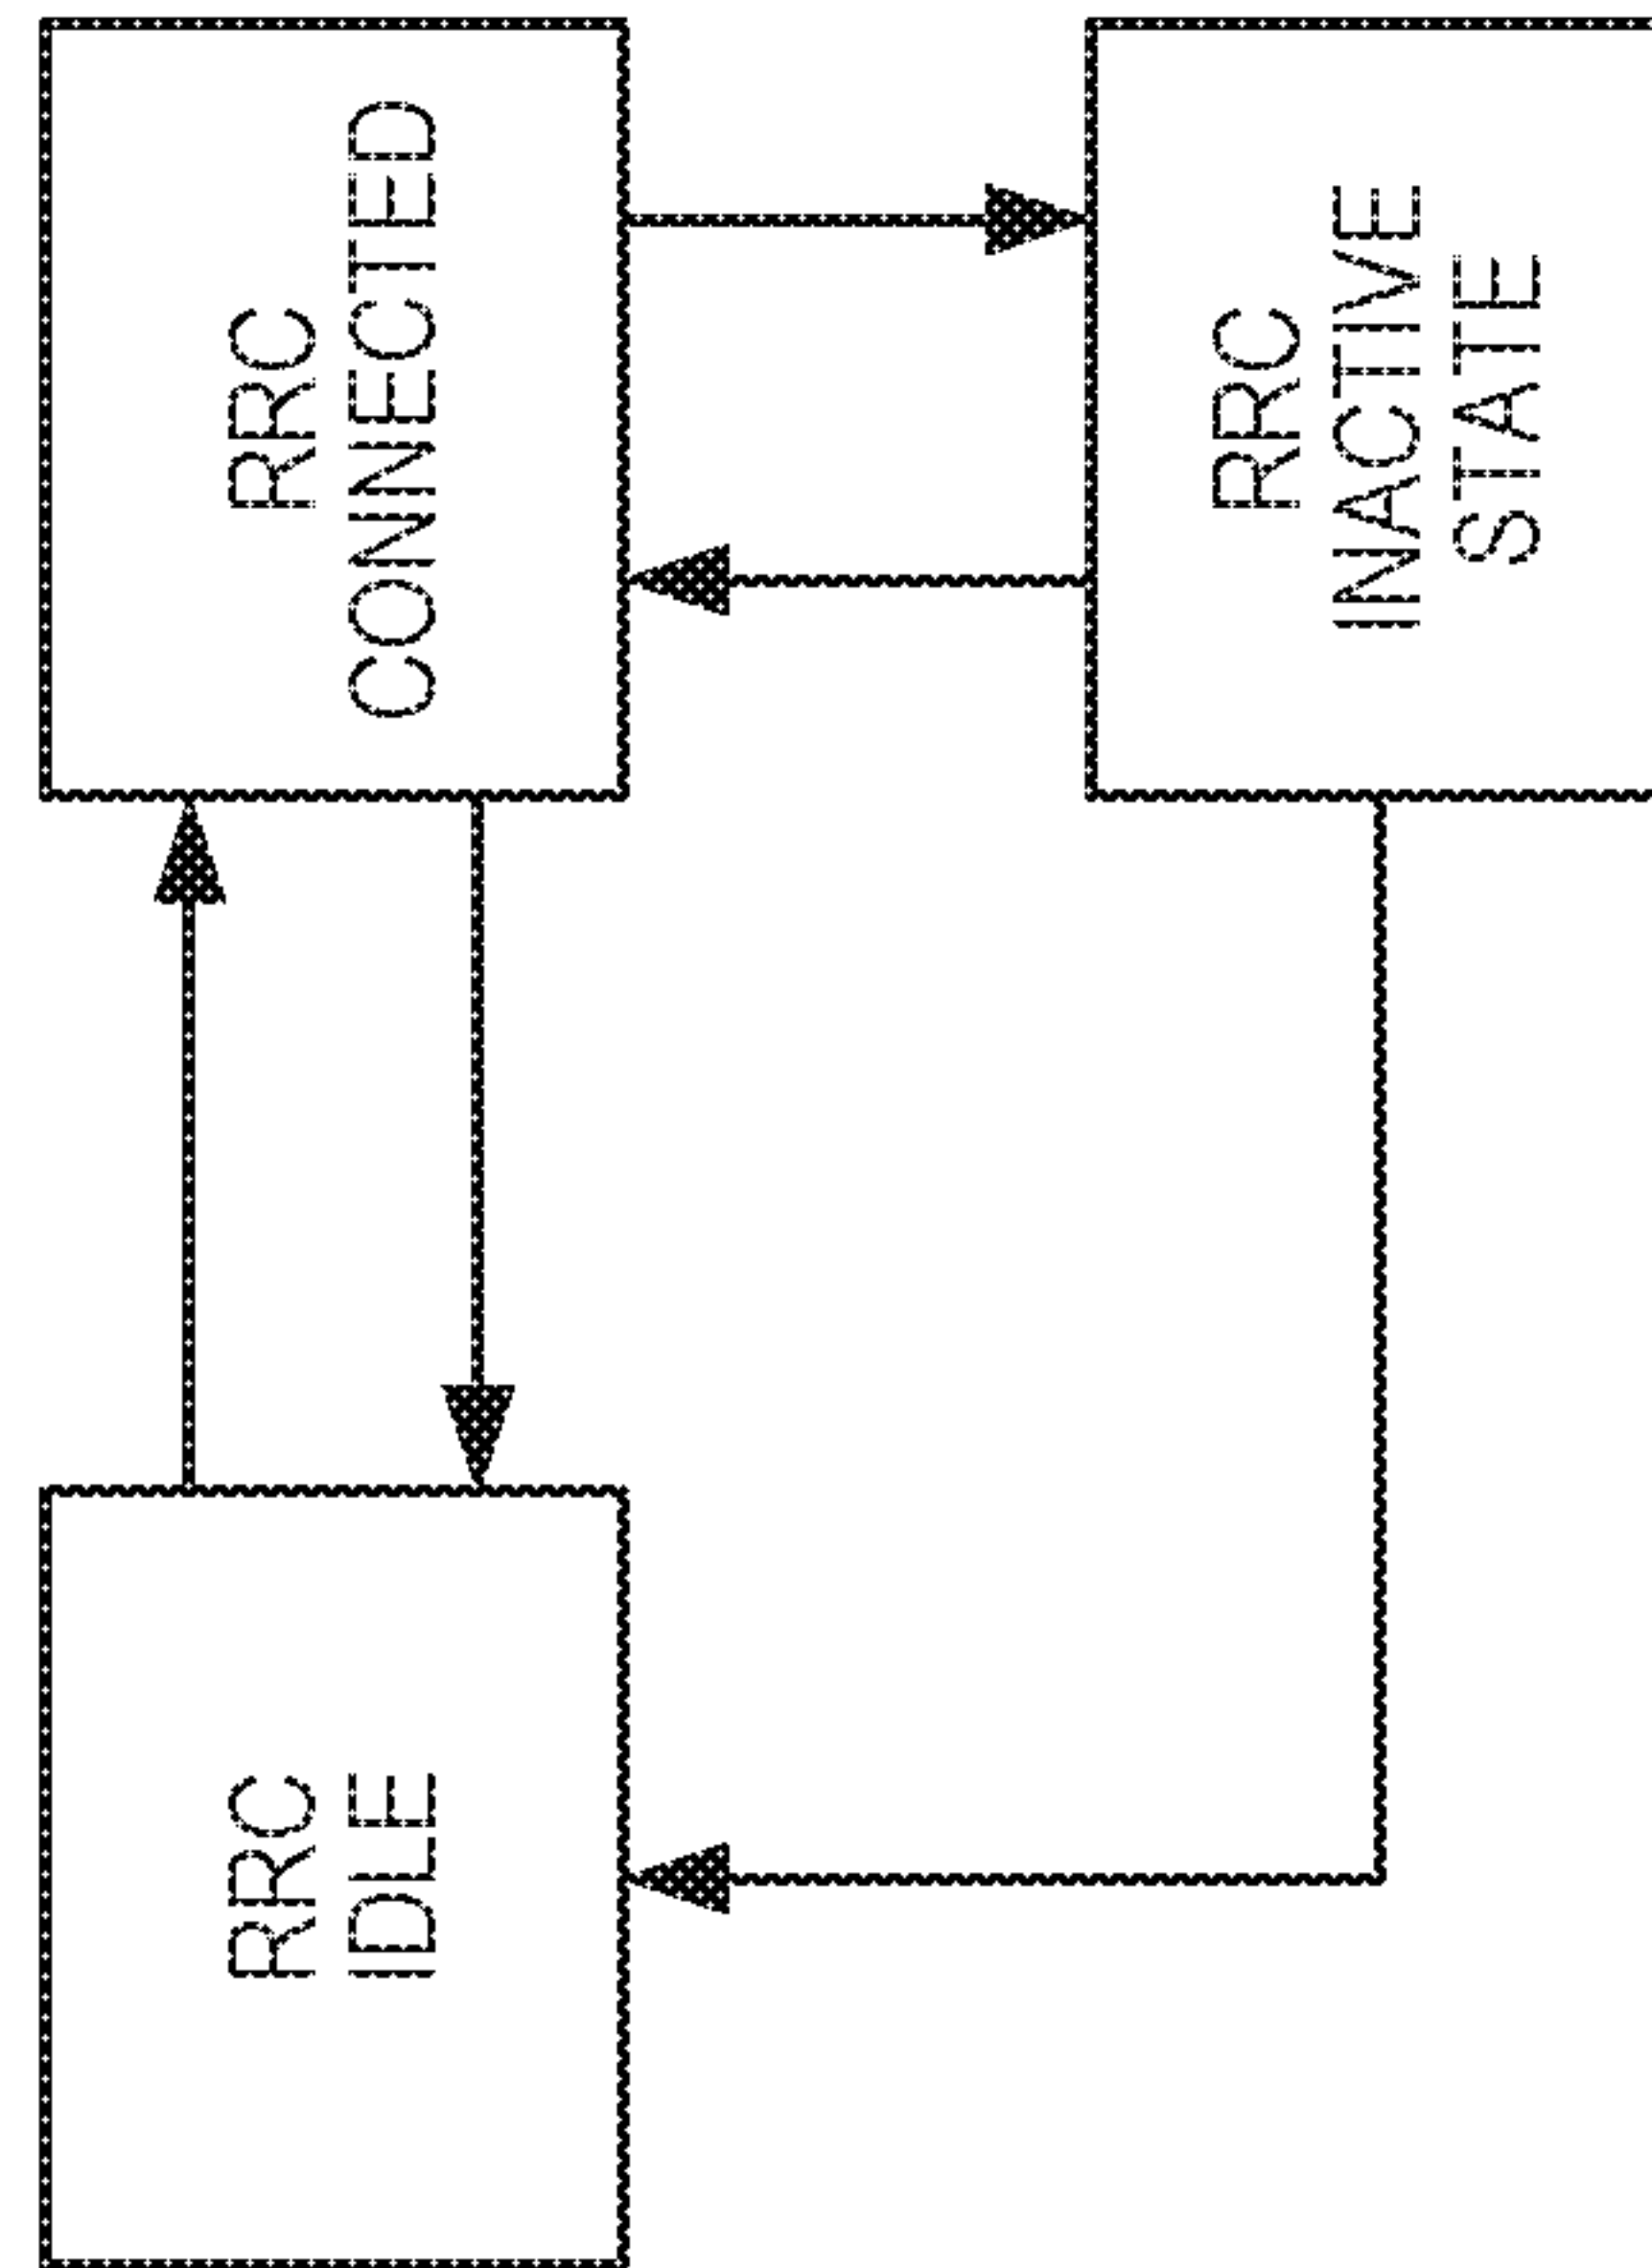 RRC
IDLE
RRC
CONNECTED
RRC
INACTIVE
STATE